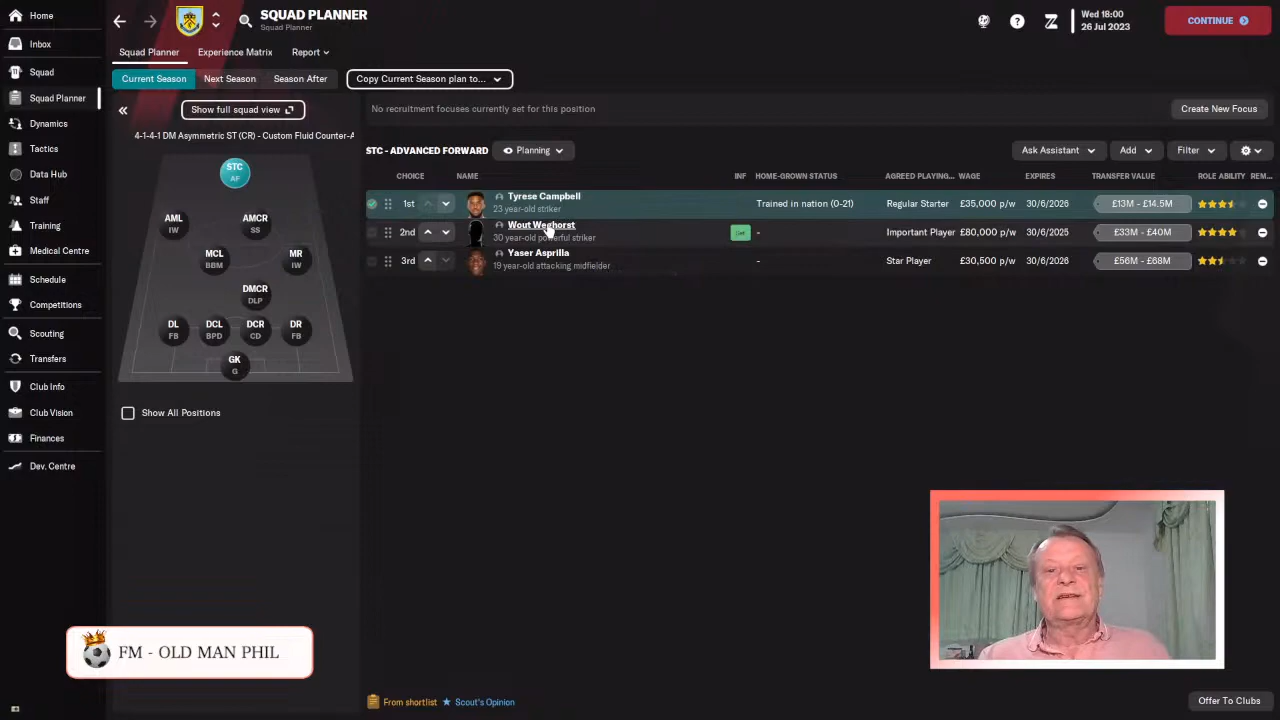 Home
Inbox
Squad
Squad Planner
Dynamics
Tactics
Data Hub
Staff
Training
Medical Centre
Schedule
Competitions
Scouting
Transfers
Club Info
Club Vision
Finances
Dev. Centre
SQUAD PLANNER
Squad Planner
Wed 18:00
26 Jul 2023
CONTINUE
Squad Planner Experience Matrix Report
Current Season Next Season Season After Copy Current Season plan to...
Show full squad view
4-1-4-1 DM Asymmetric ST (CR) - Custom Fluid Counter-A
STC
AF
AML
IW
AMCR
SS
MCL
BBM
MR
IW
DMCR
DLP
DL
FB
DCL
BPD
DCR
CD
DR
FB
GK
G
Show All Positions
No recruitment focuses currently set for this position
Create New Focus
STC - ADVANCED FORWARD Planning Ask Assistant Add Filter
CHOICE NAME INF HOME-GROWN STATUS AGREED PLAYING... WAGE EXPIRES TRANSFER VALUE ROLE ABILITY REM...
1st Tyrese Campbell Trained in nation (0-21) Regular Starter £35,000 p/w 30/6/2026 £13M - £14.5M
23 year-old striker
2nd Wout Weghorst - Important Player £80,000 p/w 30/6/2025 £33M - £40M
30 year-old powerful striker
3rd Yaser Asprilla - Star Player £30,500 p/w 30/6/2026 £56M - £68M
19 year-old attacking midfielder
FM - OLD MAN PHIL
From shortlist Scout's Opinion
Offer To Clubs